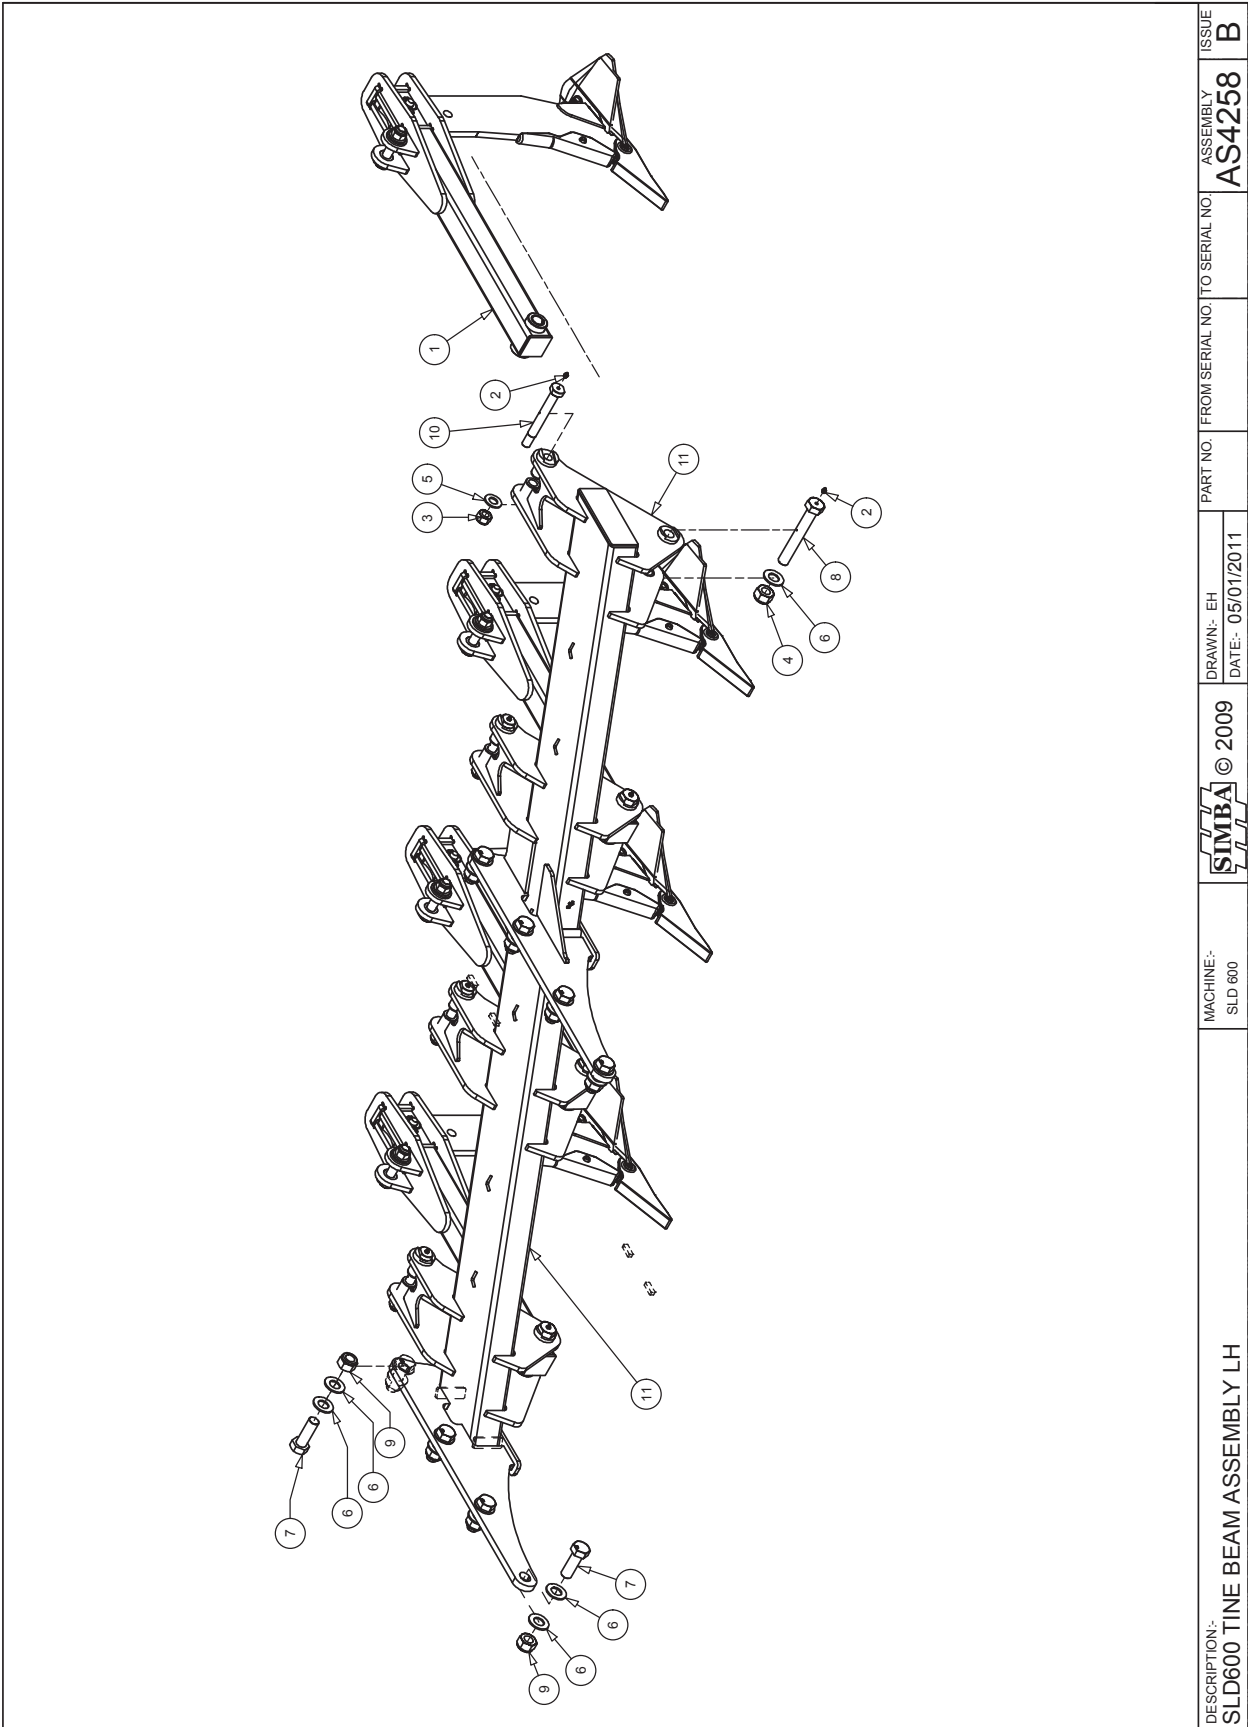 1
2
10
5
3
11
2
8
6
4
11
7
6
6
9
7
6
6
9
DESCRIPTION:-
SLD600 TINE BEAM ASSEMBLY LH
MACHINE:-
SLD 600
SIMBA © 2009
DRAWN:- EH
DATE:- 05/01/2011
PART NO.
FROM SERIAL NO.
TO SERIAL NO.
ASSEMBLY
AS4258
ISSUE
B